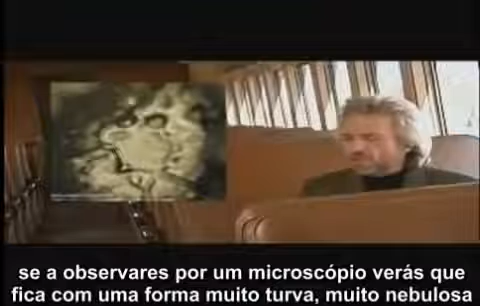 se a observares por um microscópio verás que
fica com uma forma muito turva, muito nebulosa